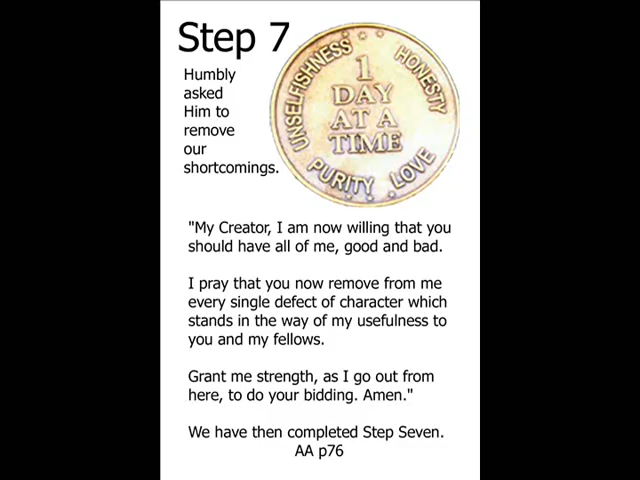 Step 7
Humbly
asked
Him to
remove
our
shortcomings.
UNSELFISHNESS
HONESTY
1
DAY
AT A
TIME
PURITY
LOVE
"My Creator, I am now willing that you
should have all of me, good and bad.
I pray that you now remove from me
every single defect of character which
stands in the way of my usefulness to
you and my fellows.
Grant me strength, as I go out from
here, to do your bidding. Amen."
We have then completed Step Seven.
AA p76